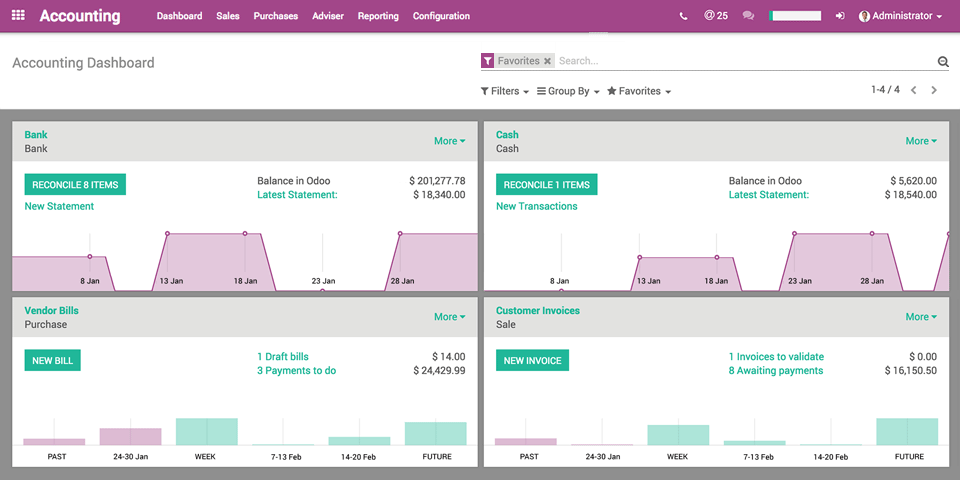 Accounting Dashboard Sales Purchases Adviser Reporting Configuration @ 25 Administrator
Accounting Dashboard
Favorites × Search...
Filters Group By Favorites 1-4 / 4
Bank
Bank
More
RECONCILE 8 ITEMS
New Statement
Balance in Odoo $ 201,277.78
Latest Statement: $ 18,340.00
8 Jan 13 Jan 18 Jan 23 Jan 28 Jan
Cash
Cash
More
RECONCILE 1 ITEMS
New Transactions
Balance in Odoo $ 5,620.00
Latest Statement: $ 18,540.00
8 Jan 13 Jan 18 Jan 23 Jan 28 Jan
Vendor Bills
Purchase
More
NEW BILL
1 Draft bills $ 14.00
3 Payments to do $ 24,429.99
PAST 24-30 Jan WEEK 7-13 Feb 14-20 Feb FUTURE
Customer Invoices
Sale
More
NEW INVOICE
1 Invoices to validate $ 0.00
8 Awaiting payments $ 16,150.50
PAST 24-30 Jan WEEK 7-13 Feb 14-20 Feb FUTURE